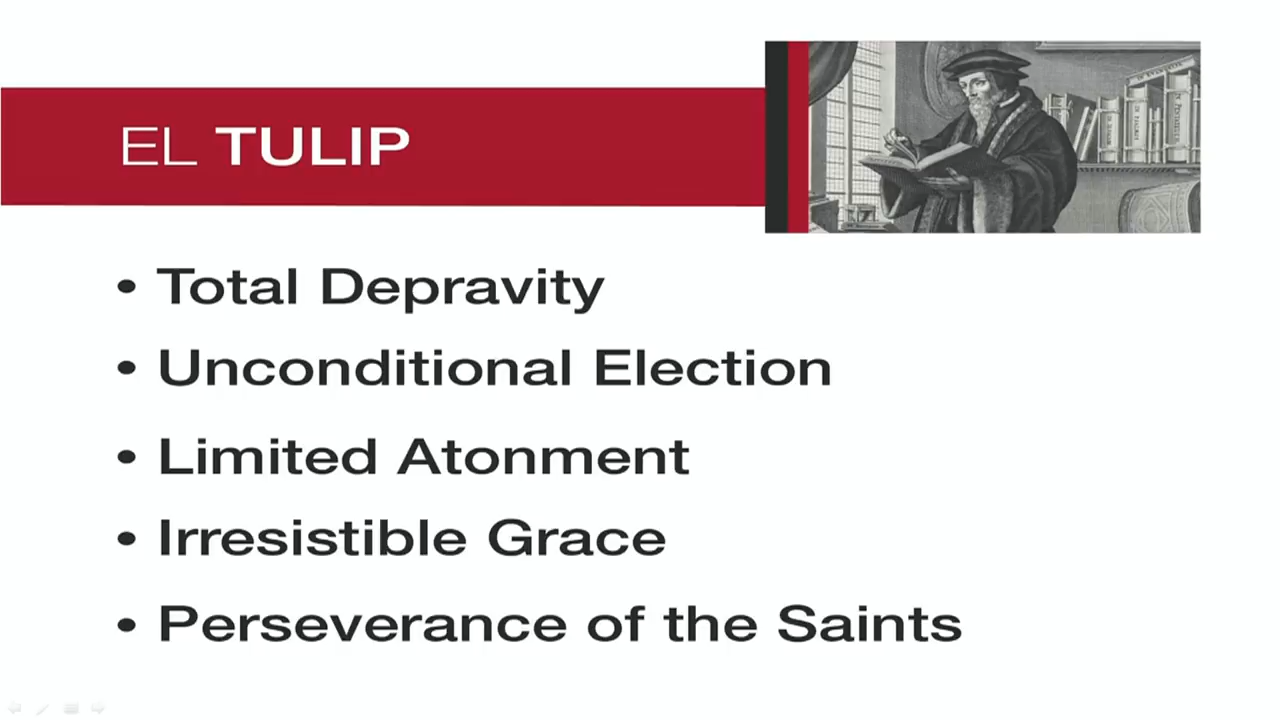 EL TULIP
• Total Depravity
• Unconditional Election
• Limited Atonment
• Irresistible Grace
• Perseverance of the Saints